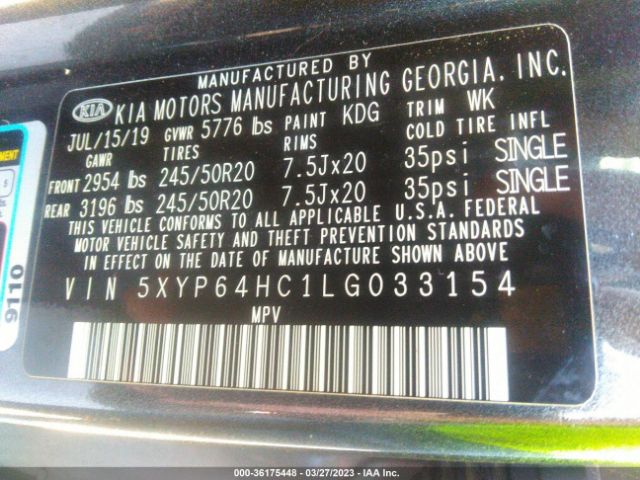 MANUFACTURED BY
KIA KIA MOTORS MANUFACTURING GEORGIA, INC.
JUL/15/19 GVWR 5776 lbs PAINT KDG TRIM WK
GAWR TIRES RIMS COLD TIRE INFL
FRONT 2954 lbs 245/50R20 7.5Jx20 35psi SINGLE
REAR 3196 lbs 245/50R20 7.5Jx20 35psi SINGLE
THIS VEHICLE CONFORMS TO ALL APPLICABLE U.S.A. FEDERAL
MOTOR VEHICLE SAFETY AND THEFT PREVENTION STANDARDS
IN EFFECT ON THE DATE OF MANUFACTURE SHOWN ABOVE
VIN 5XYP64HC1LG033154
MPV
9110
000-36175448 - 03/27/2023 - IAA Inc.